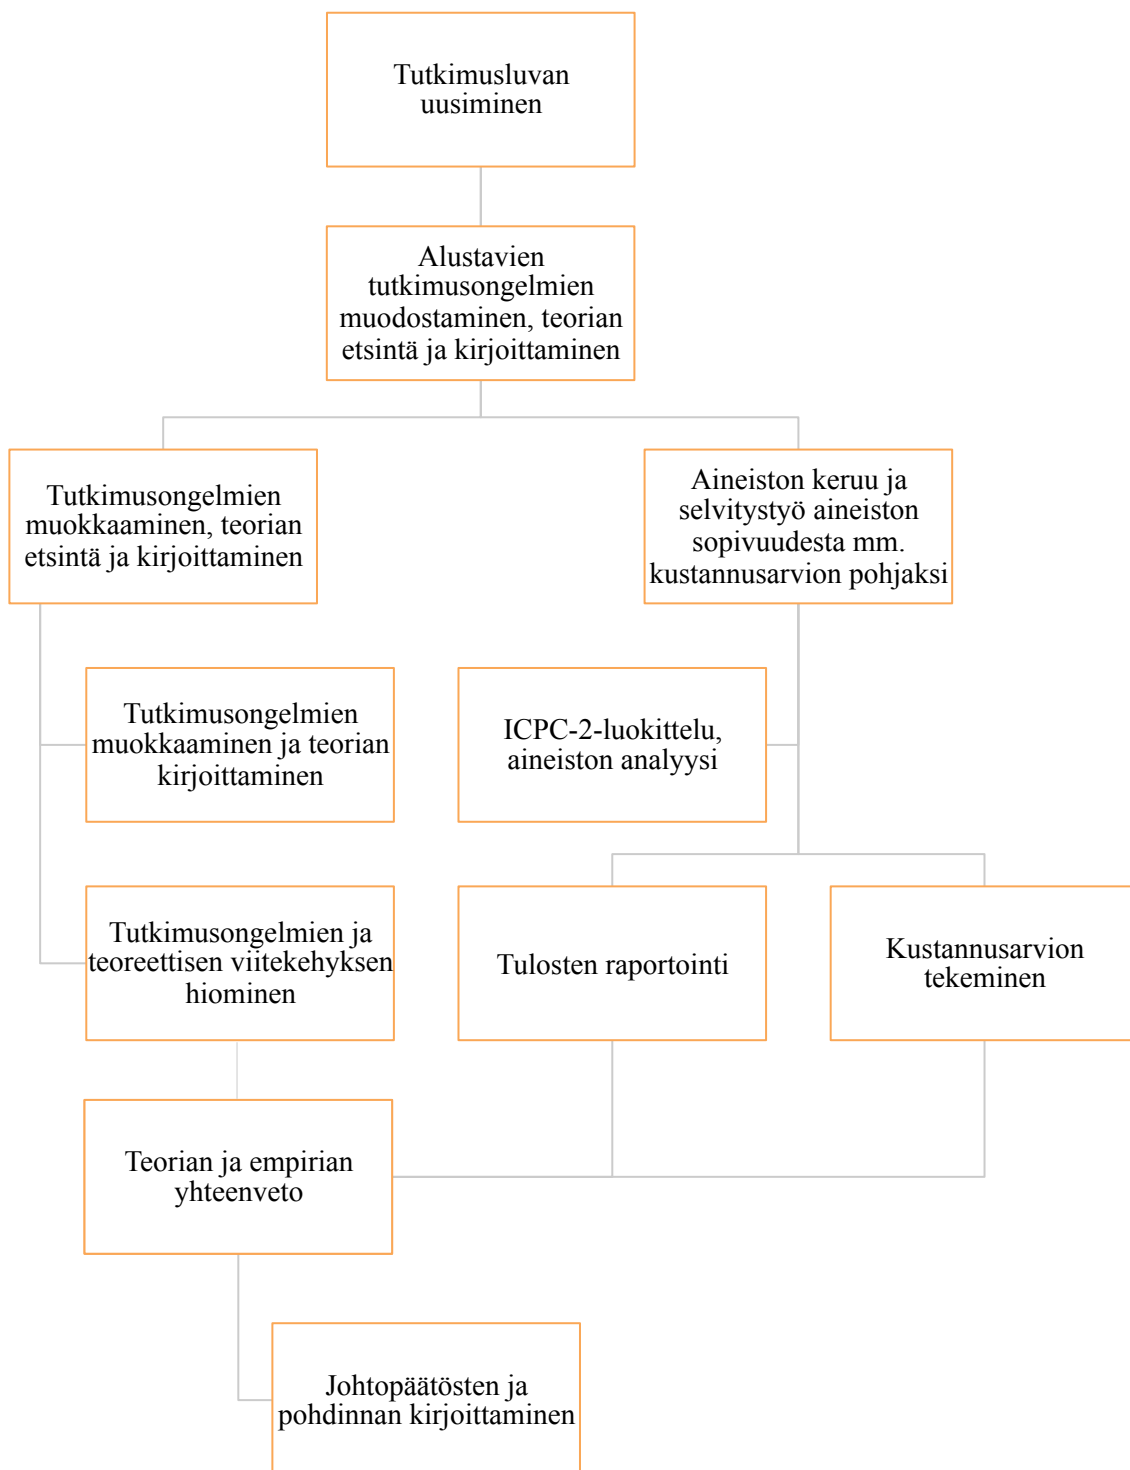 Tutkimusluvan
uusiminen
Alustavien
tutkimusongelmien
muodostaminen, teorian
etsintä ja kirjoittaminen
Tutkimusongelmien
muokkaaminen, teorian
etsintä ja kirjoittaminen
Aineiston keruu ja
selvitystyö aineiston
sopivuudesta mm.
kustannusarvion pohjaksi
Tutkimusongelmien
muokkaaminen ja teorian
kirjoittaminen
ICPC-2-luokittelu,
aineiston analyysi
Tutkimusongelmien ja
teoreettisen viitekehyksen
hiominen
Tulosten raportointi
Kustannusarvion
tekeminen
Teorian ja empirian
yhteenveto
Johtopäätösten ja
pohdinnan kirjoittaminen